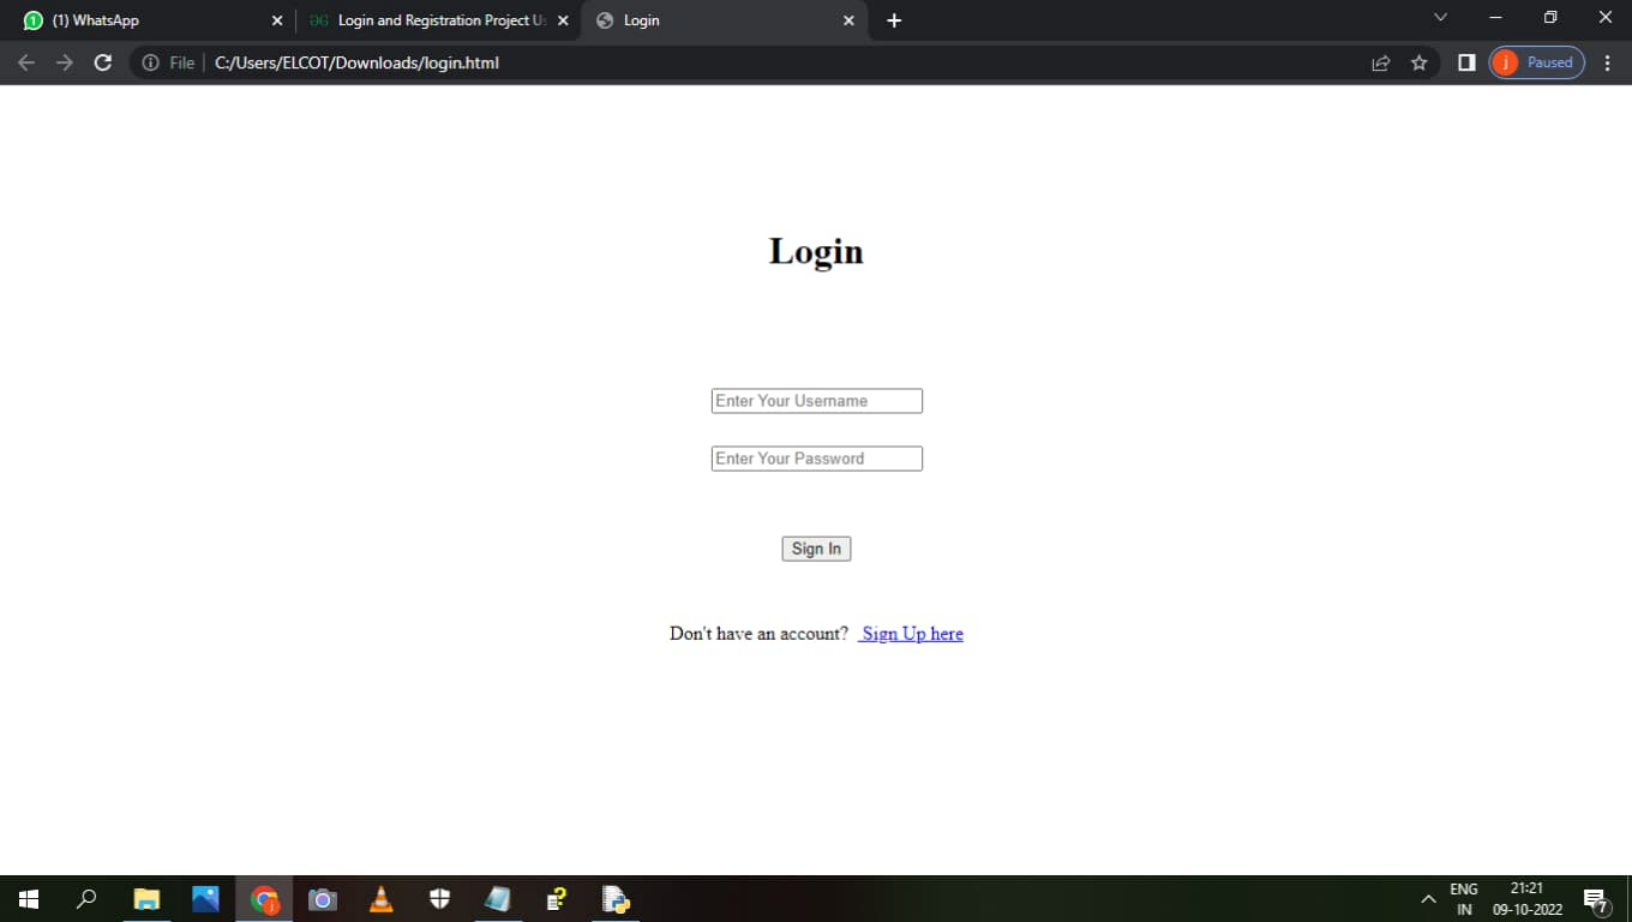 (1) WhatsApp
Login and Registration Project U
Login
File
C:/Users/ELCOT/Downloads/login.html
j
Paused
Login
Enter Your Username
Enter Your Password
Sign In
Don't have an account? Sign Up here
ENG
IN
21:21
09-10-2022
7